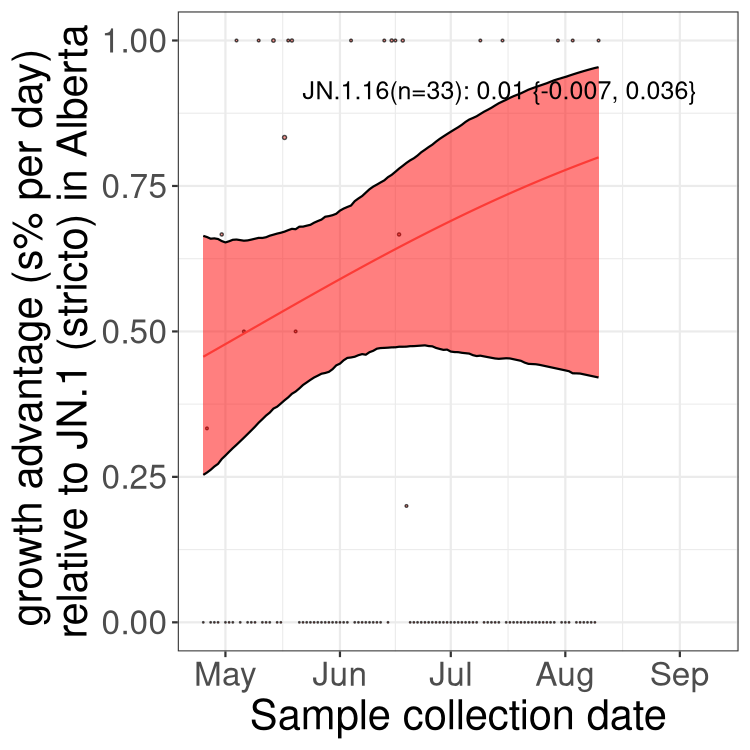 growth advantage (s% per day)
relative to JN.1 (stricto) in Alberta
1.00
0.75
0.50
0.25
0.00
JN.1.16(n=33): 0.01 {-0.007, 0.036}
May Jun Jul Aug Sep
Sample collection date